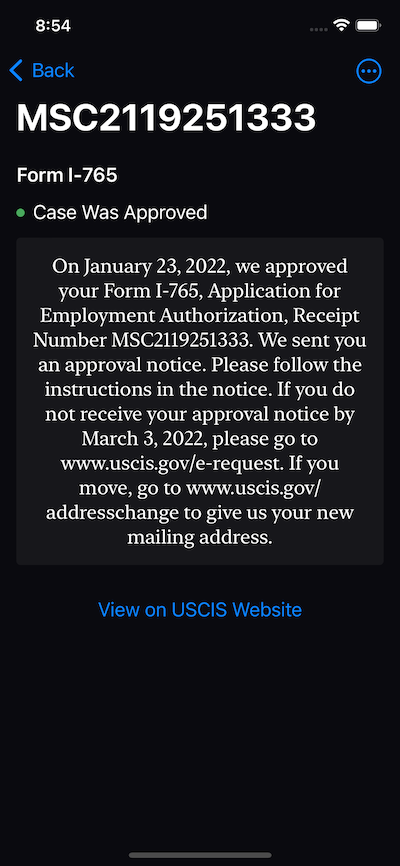 8:54
Back
MSC2119251333
Form I-765
Case Was Approved
On January 23, 2022, we approved
your Form I-765, Application for
Employment Authorization, Receipt
Number MSC2119251333. We sent you
an approval notice. Please follow the
instructions in the notice. If you do
not receive your approval notice by
March 3, 2022, please go to
www.uscis.gov/e-request. If you
move, go to www.uscis.gov/
addresschange to give us your new
mailing address.
View on USCIS Website